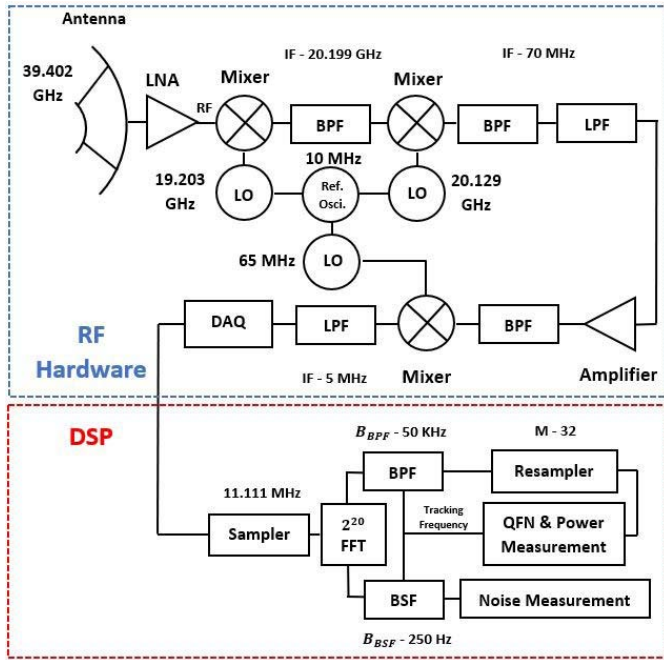 Antenna
39.402
GHz
LNA
RF
Mixer
IF - 20.199 GHz
BPF
Mixer
IF - 70 MHz
BPF
LPF
19.203
GHz
LO
10 MHz
Ref.
Osci.
LO
20.129
GHz
65 MHz
LO
DAQ
LPF
IF - 5 MHz
Mixer
BPF
Amplifier
RF
Hardware
DSP
11.111 MHz
Sampler
2²⁰
FFT
B_BPF - 50 KHz
BPF
M - 32
Resampler
Tracking
Frequency
QFN & Power
Measurement
BSF
Noise Measurement
B_BSF - 250 Hz